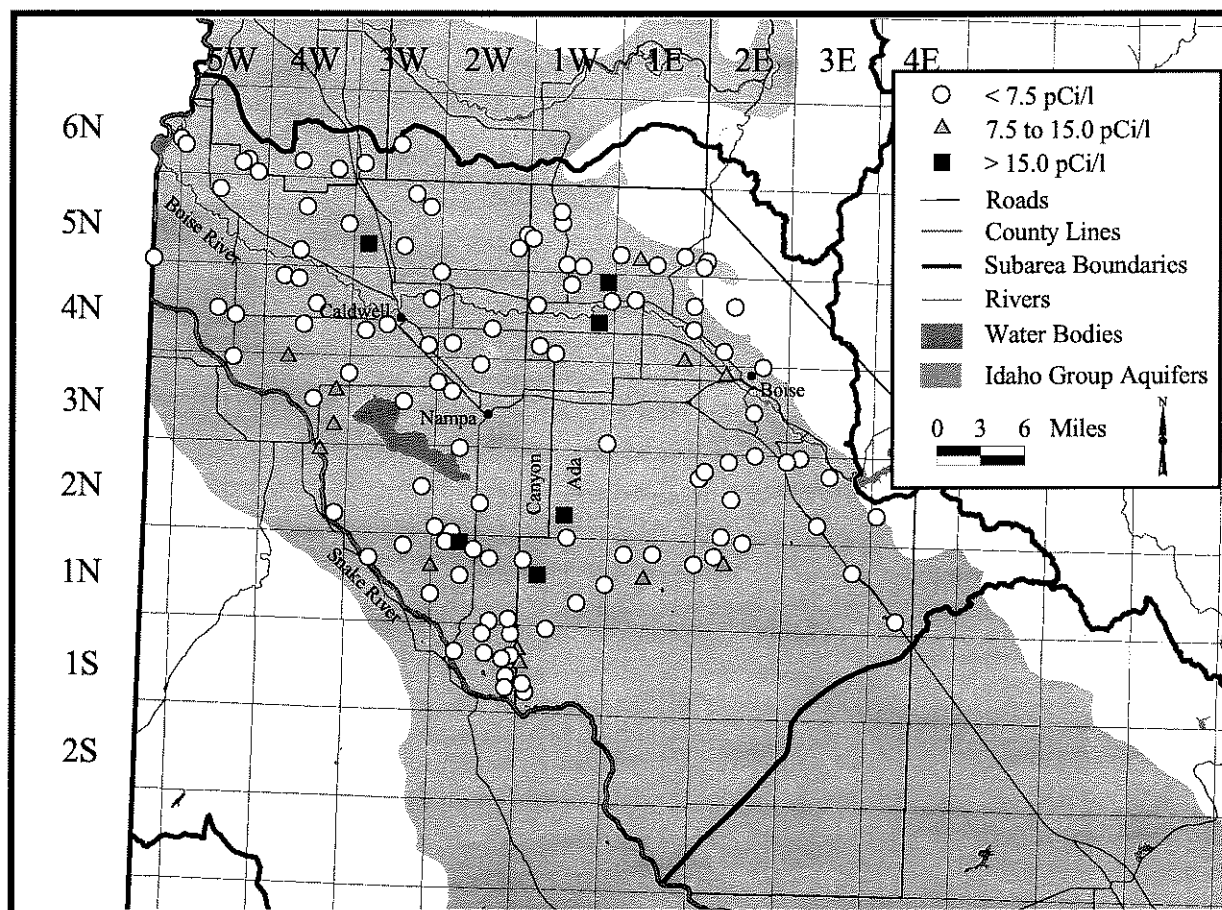 5W 4W 3W 2W 1W 1E 2E 3E 4E
< 7.5 pCi/l
7.5 to 15.0 pCi/l
> 15.0 pCi/l
Roads
County Lines
Subarea Boundaries
Rivers
Water Bodies
Idaho Group Aquifers
N
0 3 6 Miles
6N
5N
4N
3N
2N
1N
1S
2S
Boise River
Caldwell
Boise
Nampa
Canyon
Ada
Snake River